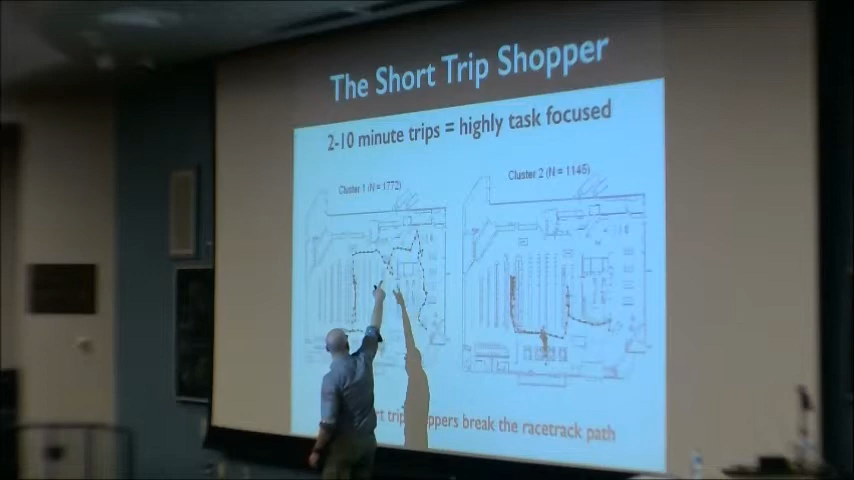 The Short Trip Shopper
2-10 minute trips = highly task focused
Cluster 1 (N = 1772)
Cluster 2 (N = 1145)
rt trip ppers break the racetrack path